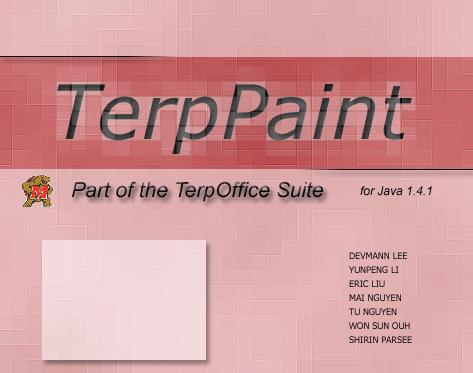 TerpPaint
Part of the TerpOffice Suite
for Java 1.4.1
M
DEVMANN LEE
YUNPENG LI
ERIC LIU
MAI NGUYEN
TU NGUYEN
WON SUN OUH
SHIRIN PARSEE